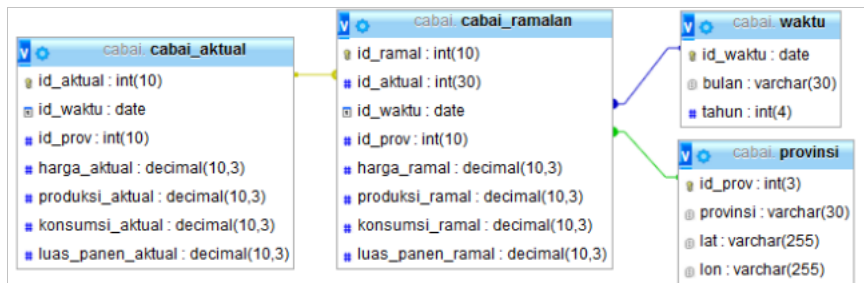 cabai. cabai_aktual
id_aktual : int(10)
id_waktu : date
id_prov : int(10)
harga_aktual : decimal(10,3)
produksi_aktual : decimal(10,3)
konsumsi_aktual : decimal(10,3)
luas_panen_aktual : decimal(10,3)
cabai. cabai_ramalan
id_ramal : int(10)
id_aktual : int(30)
id_waktu : date
id_prov : int(10)
harga_ramal : decimal(10,3)
produksi_ramal : decimal(10,3)
konsumsi_ramal : decimal(10,3)
luas_panen_ramal : decimal(10,3)
cabai. waktu
id_waktu : date
bulan : varchar(30)
tahun : int(4)
cabai. provinsi
id_prov : int(3)
provinsi : varchar(30)
lat : varchar(255)
lon : varchar(255)